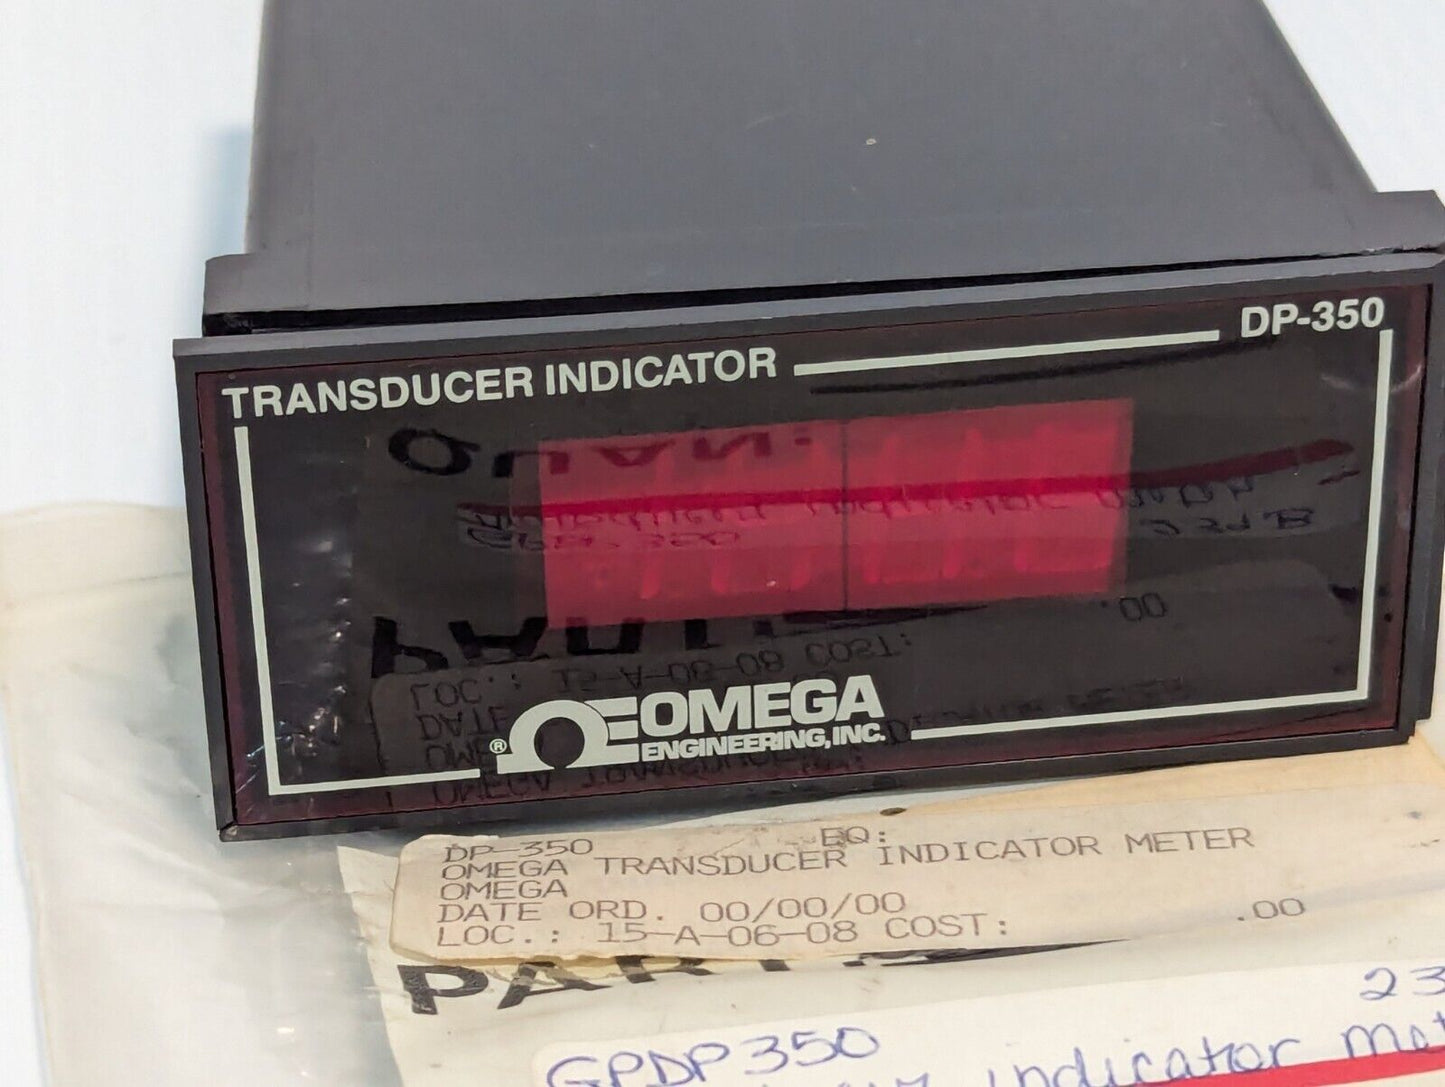 TRANSDUCER INDICATOR DP-350
® OMEGA
ENGINEERING, INC.
DP-350 EQ:
OMEGA TRANSDUCER INDICATOR METER
OMEGA
DATE ORD. 00/00/00
LOC.: 15-A-06-08 COST: .00
PART
23
GPDP350
indicator